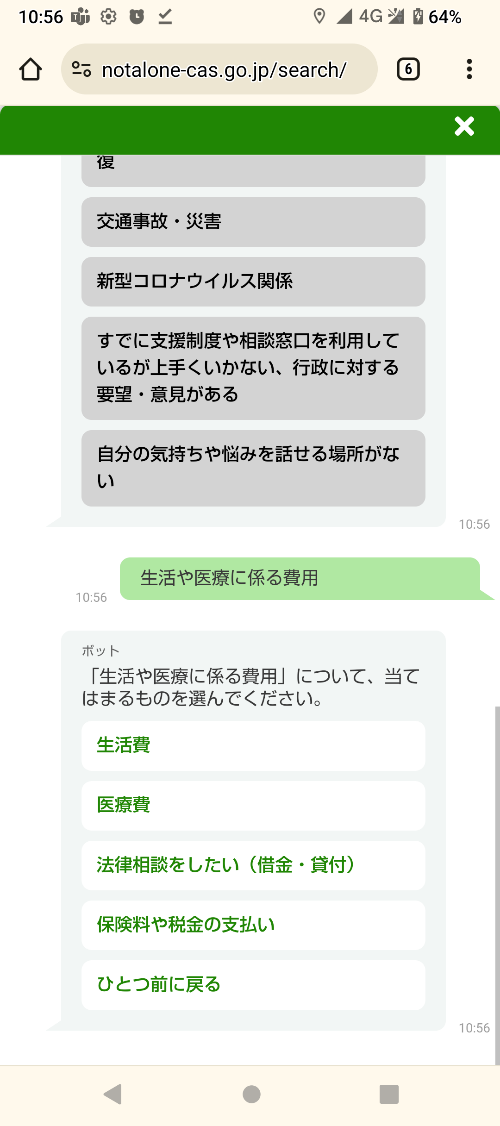 10:56 4G 64%
notalone-cas.go.jp/search/ 6
復
交通事故・災害
新型コロナウイルス関係
すでに支援制度や相談窓口を利用して
いるが上手くいかない、行政に対する
要望・意見がある
自分の気持ちや悩みを話せる場所がな
い
10:56
生活や医療に係る費用
10:56
ボット
「生活や医療に係る費用」について、当て
はまるものを選んでください。
生活費
医療費
法律相談をしたい（借金・貸付）
保険料や税金の支払い
ひとつ前に戻る
10:56